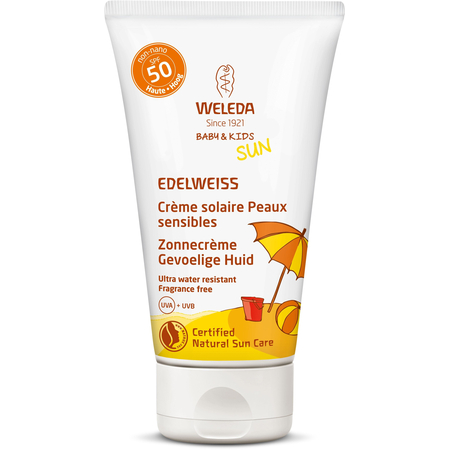 non-nano
SPF
50
Haute • Hoog
WELEDA
Since 1921
BABY & KIDS
SUN
EDELWEISS
Crème solaire Peaux
sensibles
Zonnecrème
Gevoelige Huid
Ultra water resistant
Fragrance free
UVA + UVB
Certified
Natural Sun Care